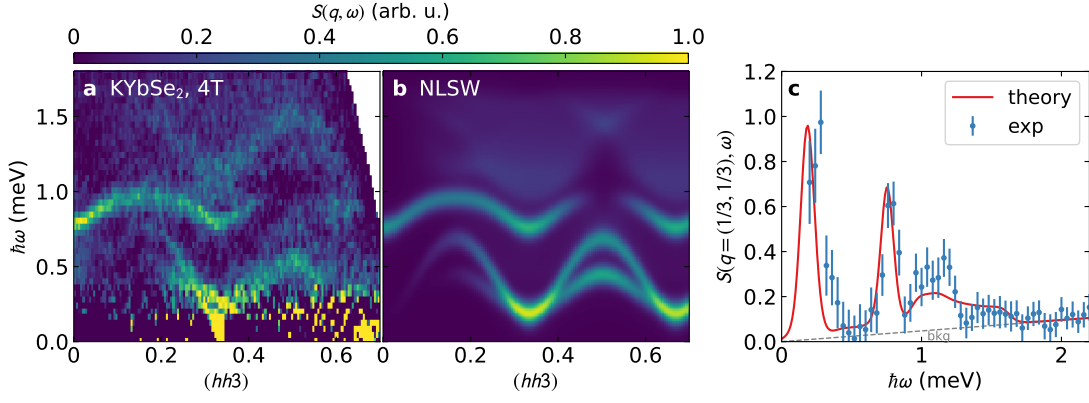 S(q, ω) (arb. u.)
0 0.2 0.4 0.6 0.8 1.0
a KYbSe₂, 4T
b NLSW
c
theory
exp
bkg
ħω (meV)
0.0 0.5 1.0 1.5
0.0 0.2 0.4 0.6
(hh3)
0.0 0.2 0.4 0.6
(hh3)
S(q = (1/3, 1/3), ω)
0.0 0.2 0.4 0.6 0.8 1.0 1.2
0 1 2
ħω (meV)